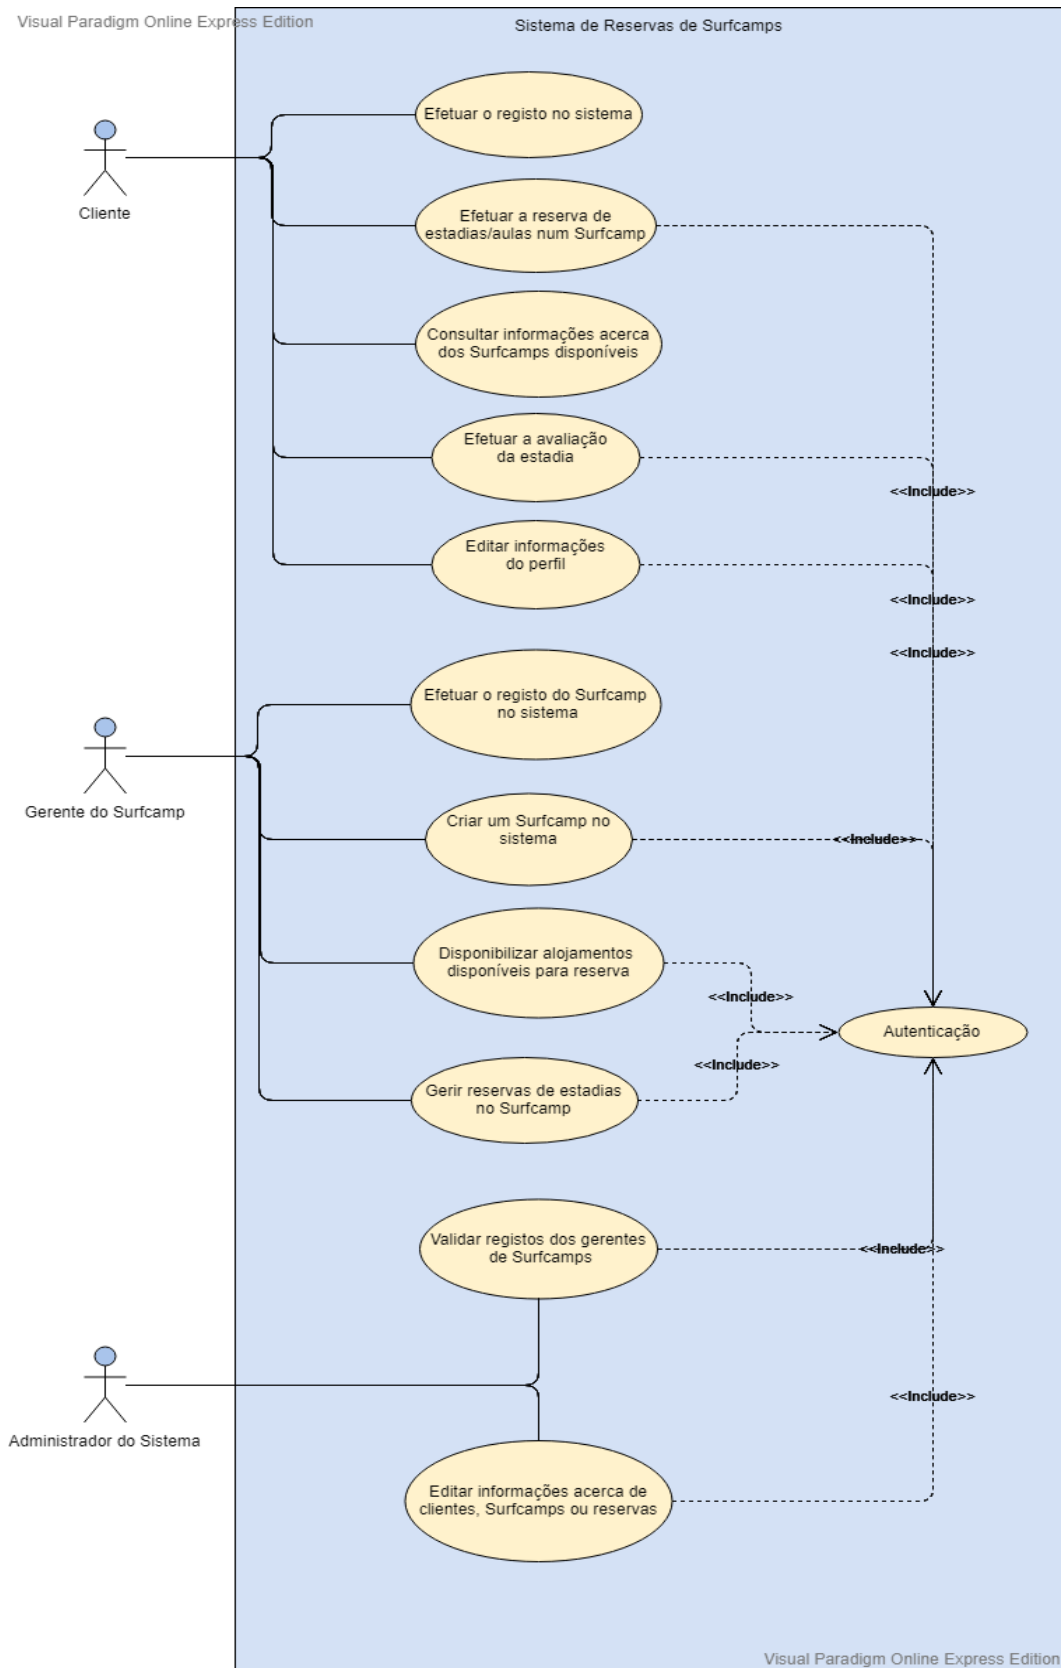 Visual Paradigm Online Express Edition
Sistema de Reservas de Surfcamps
Efetuar o registo no sistema
Cliente
Efetuar a reserva de
estadias/aulas num Surfcamp
Consultar informações acerca
dos Surfcamps disponíveis
Efetuar a avaliação
da estadia
<<Include>>
Editar informações
do perfil
<<Include>>
<<Include>>
Efetuar o registo do Surfcamp
no sistema
Gerente do Surfcamp
Criar um Surfcamp no
sistema
<<Include>>
Disponibilizar alojamentos
disponíveis para reserva
<<Include>>
Autenticação
<<Include>>
Gerir reservas de estadias
no Surfcamp
Validar registos dos gerentes
de Surfcamps
<<Include>>
<<Include>>
Administrador do Sistema
Editar informações acerca de
clientes, Surfcamps ou reservas
Visual Paradigm Online Express Edition